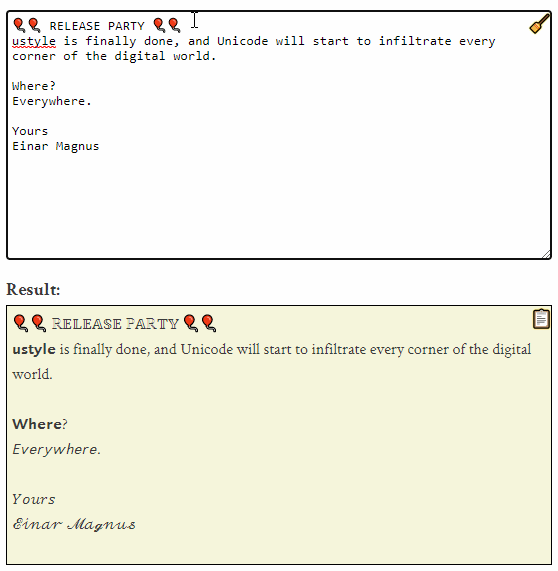 🎈🎈 RELEASE PARTY 🎈🎈
ustyle is finally done, and Unicode will start to infiltrate every
corner of the digital world.
Where?
Everywhere.
Yours
Einar Magnus
Result:
🎈🎈 ℝ𝔼𝕃𝔼𝔸𝕊𝔼 ℙ𝔸ℝ𝕋𝕐 🎈🎈
𝘂𝘀𝘁𝘆𝗹𝗲 is finally done, and Unicode will start to infiltrate every corner of the digital
world.
𝗪𝗵𝗲𝗿𝗲?
𝘌𝘷𝘦𝘳𝘺𝘸𝘩𝘦𝘳𝘦.
𝘠𝘰𝘶𝘳𝘴
𝓔𝓲𝓷𝓪𝓻 𝓜𝓪𝓰𝓷𝓾𝓼